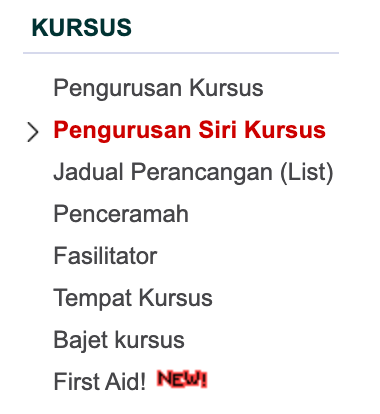 KURSUS
Pengurusan Kursus
Pengurusan Siri Kursus
Jadual Perancangan (List)
Penceramah
Fasilitator
Tempat Kursus
Bajet kursus
First Aid! NEW!